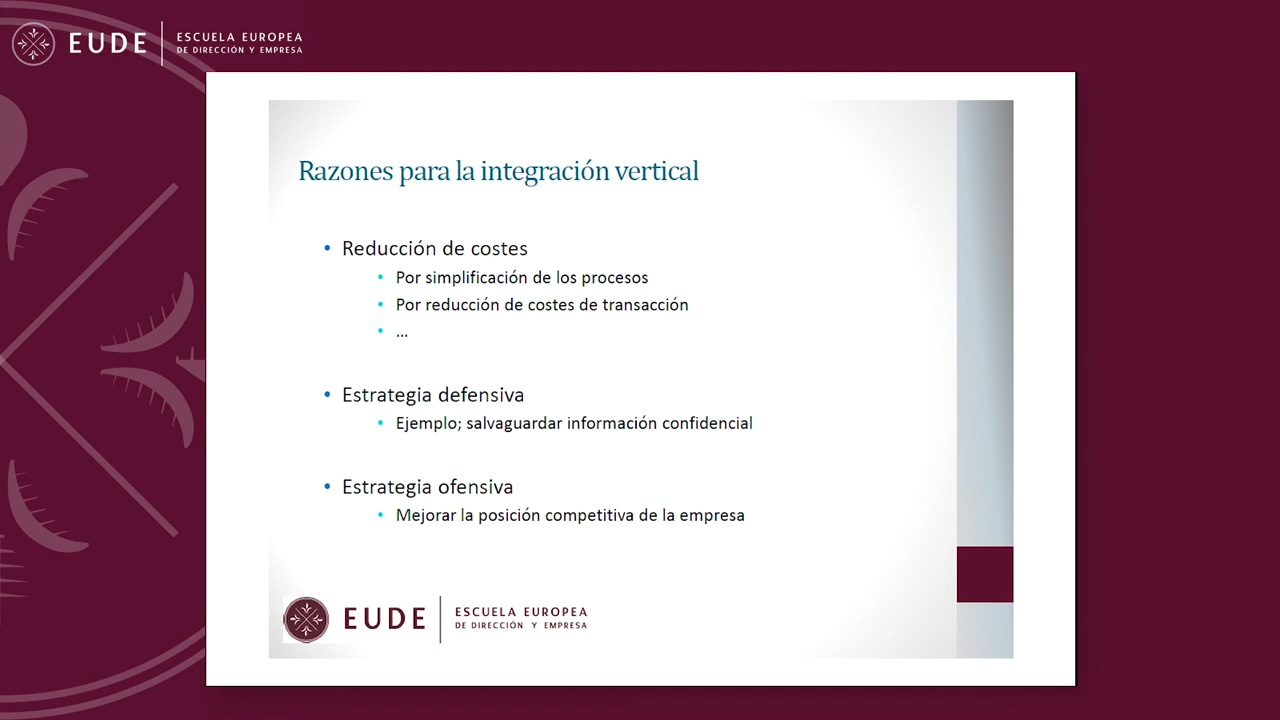 EUDE
ESCUELA EUROPEA
DE DIRECCIÓN Y EMPRESA
Razones para la integración vertical
• Reducción de costes
• Por simplificación de los procesos
• Por reducción de costes de transacción
• ...
• Estrategia defensiva
• Ejemplo; salvaguardar información confidencial
• Estrategia ofensiva
• Mejorar la posición competitiva de la empresa
EUDE
ESCUELA EUROPEA
DE DIRECCIÓN Y EMPRESA